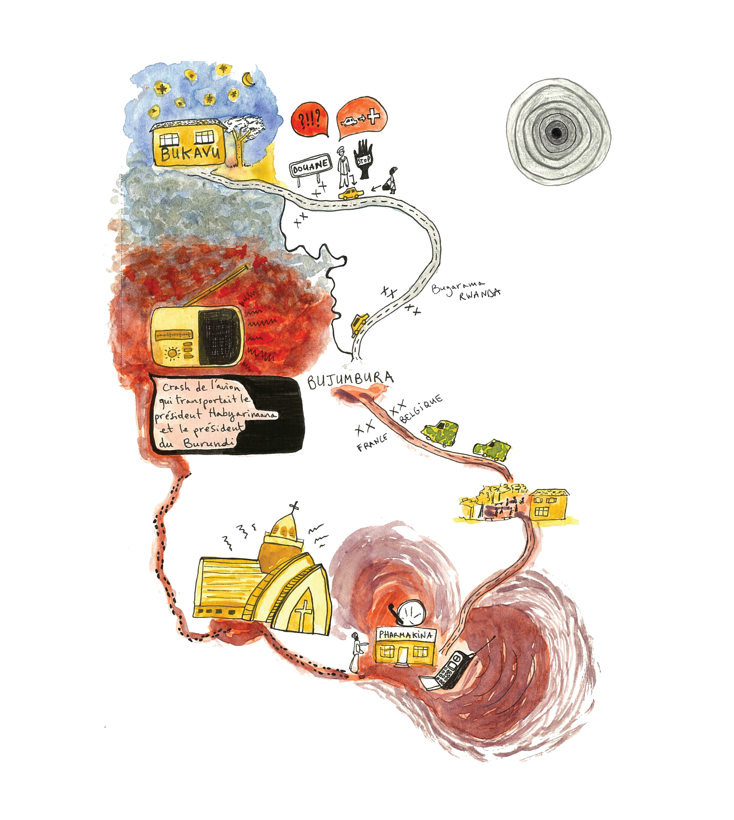 BUKAVU
?!!?
DOUANE
STOP
Bugarama
RWANDA
BUJUMBURA
Crash de l'avion
qui transportait le
président Habyarimana
et le président
du Burundi
FRANCE
BELGIQUE
PHARMAKINA